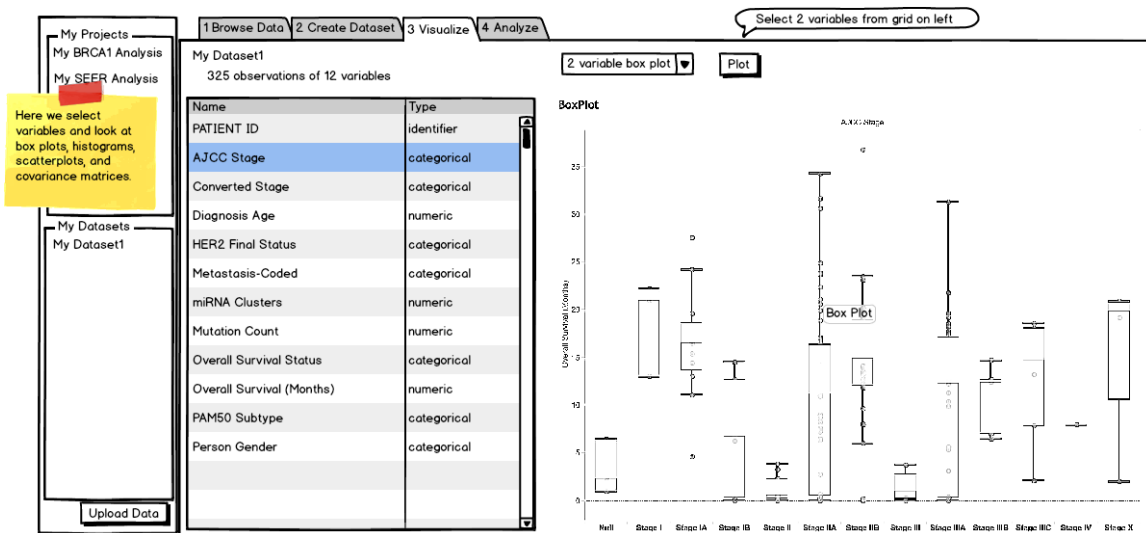 My Projects
My BRCA1 Analysis
My SEER Analysis
Here we select
variables and look at
box plots, histograms,
scatterplots, and
covariance matrices.
My Datasets
My Dataset1
Upload Data
1 Browse Data
2 Create Dataset
3 Visualize
4 Analyze
Select 2 variables from grid on left
My Dataset1
325 observations of 12 variables
2 variable box plot
Plot
Name Type
PATIENT ID identifier
AJCC Stage categorical
Converted Stage categorical
Diagnosis Age numeric
HER2 Final Status categorical
Metastasis-Coded categorical
miRNA Clusters numeric
Mutation Count numeric
Overall Survival Status categorical
Overall Survival (Months) numeric
PAM50 Subtype categorical
Person Gender categorical
BoxPlot
AJCC Stage
Overall Survival (Months)
35
30
25
20
15
10
5
0
Box Plot
Null Stage I Stage IA Stage IB Stage II Stage IIA Stage IIB Stage III Stage IIIA Stage IIIB Stage IIIC Stage IV Stage X